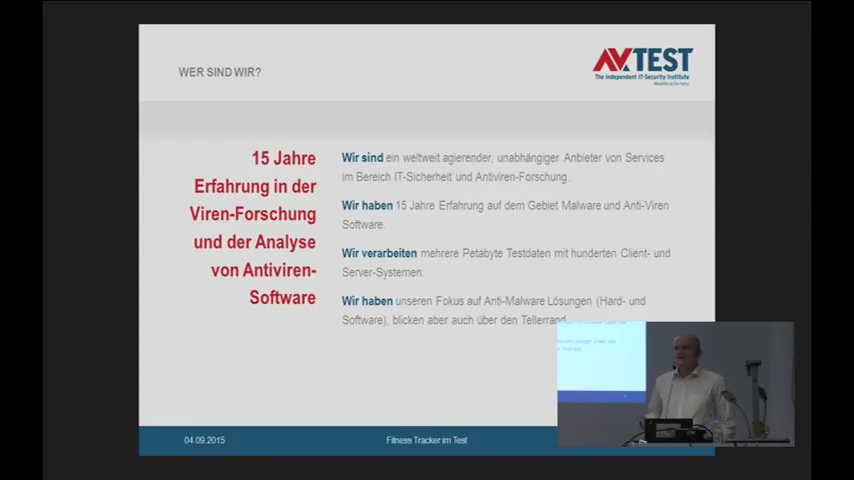 WER SIND WIR?
AV-TEST
The Independent IT-Security Institute
Magdeburg Germany
15 Jahre
Erfahrung in der
Viren-Forschung
und der Analyse
von Antiviren-
Software
Wir sind ein weltweit agierender, unabhängiger Anbieter von Services
im Bereich IT-Sicherheit und Antiviren-Forschung.
Wir haben 15 Jahre Erfahrung auf dem Gebiet Malware und Anti-Viren
Software.
Wir verarbeiten mehrere Petabyte Testdaten mit hunderten Client- und
Server-Systemen.
Wir haben unseren Fokus auf Anti-Malware Lösungen (Hard- und
Software), blicken aber auch über den Tellerrand
04.09.2015
Fitness Tracker im Test